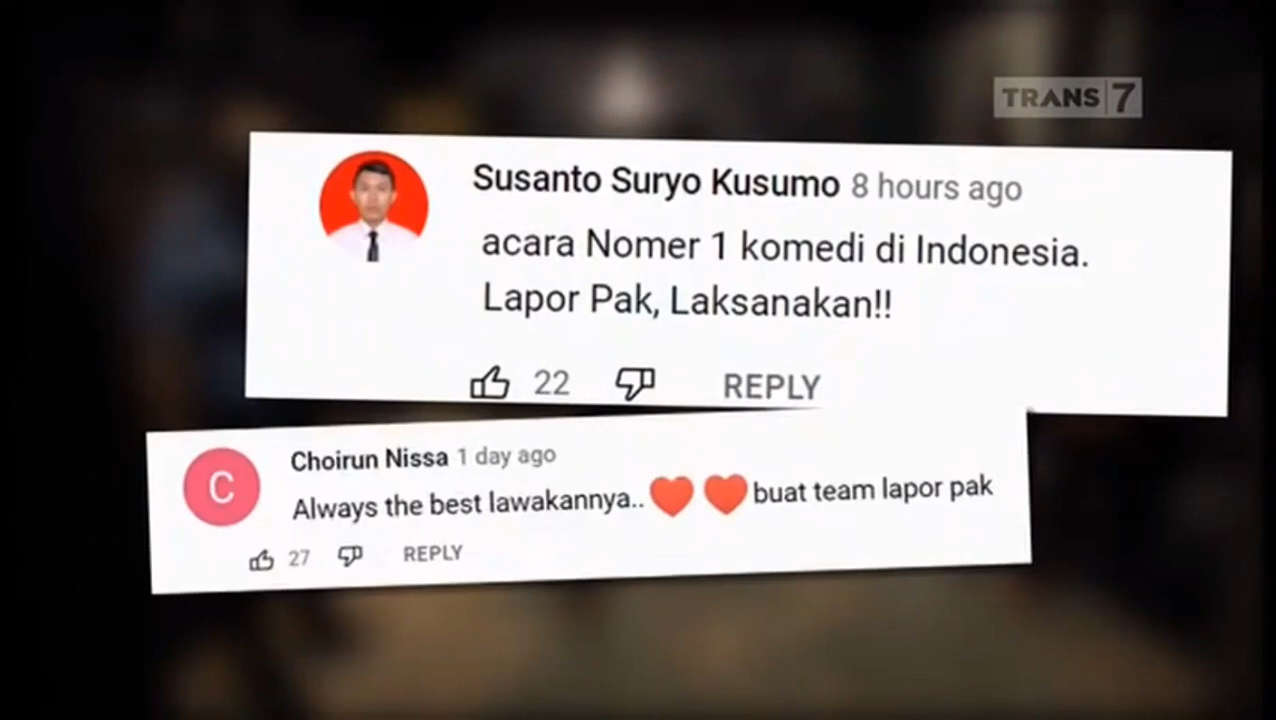 TRANS|7
Susanto Suryo Kusumo 8 hours ago
acara Nomer 1 komedi di Indonesia.
Lapor Pak, Laksanakan!!
22 REPLY
C
Choirun Nissa 1 day ago
Always the best lawakannya..❤️ ❤️ buat team lapor pak
27 REPLY